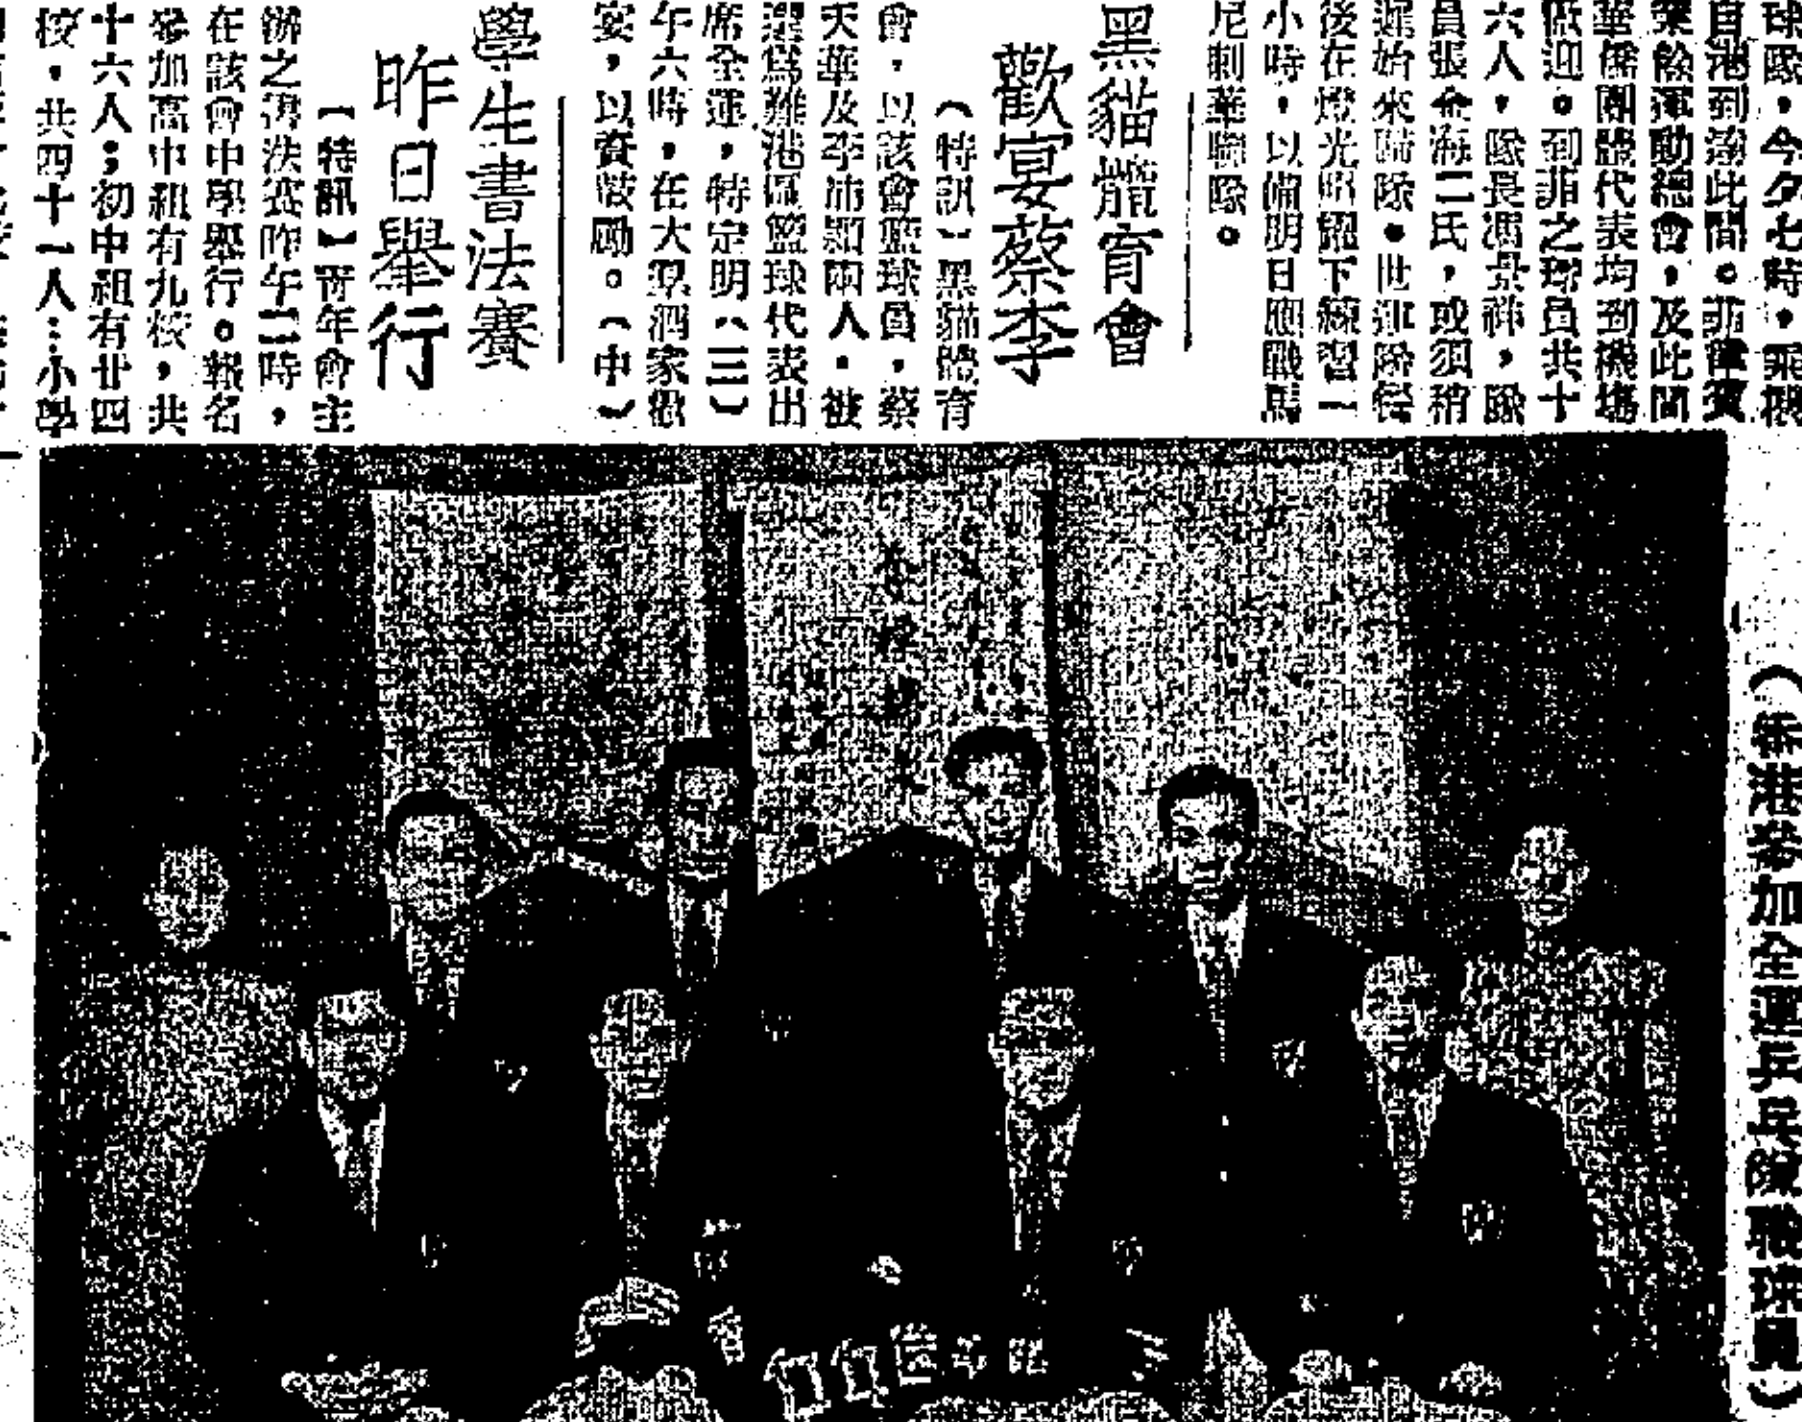 球隊，今夕七時，乘機
自港到滬此間。菲律賓
業餘運動總會，及此間
華僑團體代表均到機塲
歡迎。到菲之球員共十
六人，隊長馮景祥，隊
員張金海二氏，或須稍
遲始來歸隊。世運隊餐
後在燈光照耀下練習一
小時，以備明日應戰馬
尼剌華聯隊。
黑貓體育會
歡宴蔡李
（特訊）黑貓體育
會，以該會籃球員，蔡
天華及李沛穎兩人，被
選爲難港區籃球代表出
席全運，特定明（三）
午六時，在大景酒家歡
宴，以資鼓勵。（中）
學生書法賽
昨日舉行
【特訊】靑年會主
辦之書法賽昨午二時，
在該會中學舉行。報名
參加高中組有九校，共
十六人；初中組有廿四
校，共四十一人…小學
（本港參加全運乒乓隊職球員）